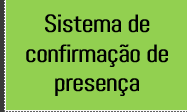 Sistema de
confirmação de
presença